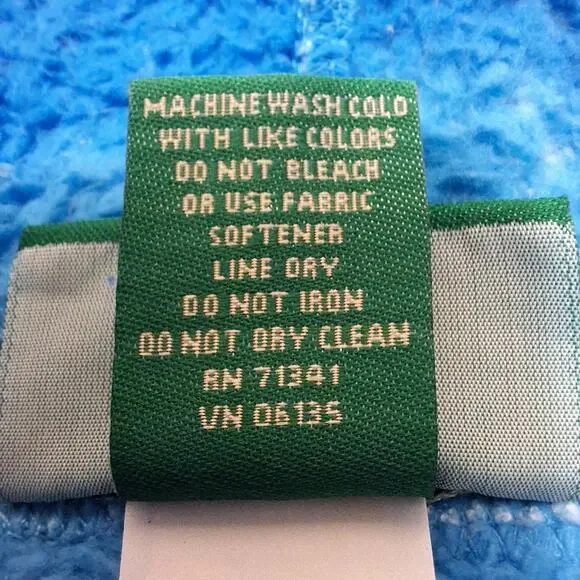 MACHINE WASH COLD
WITH LIKE COLORS
DO NOT BLEACH
OR USE FABRIC
SOFTENER
LINE DRY
DO NOT IRON
DO NOT DRY CLEAN
RN 71341
VN 06135